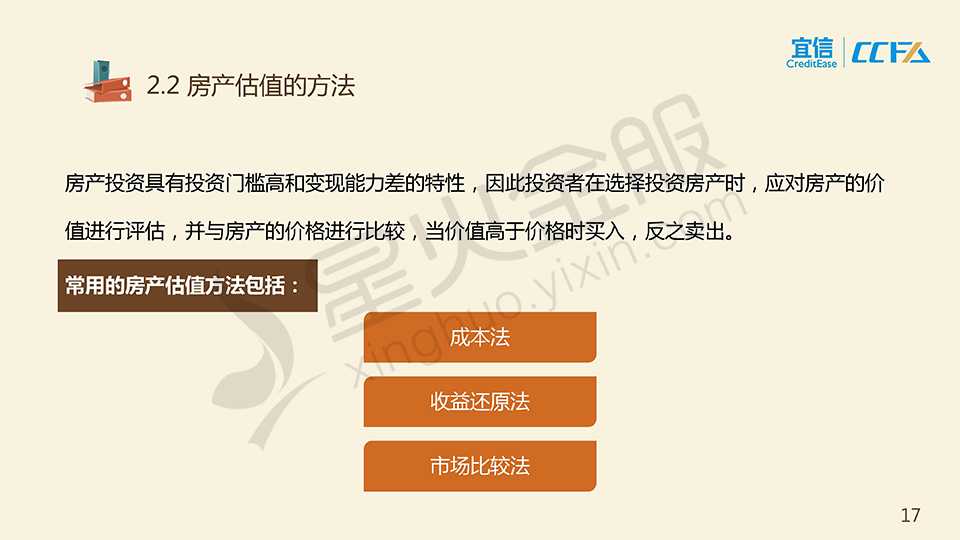 宜信
CreditEase
CCFA
2.2 房产估值的方法
房产投资具有投资门槛高和变现能力差的特性，因此投资者在选择投资房产时，应对房产的价
值进行评估，并与房产的价格进行比较，当价值高于价格时买入，反之卖出。
常用的房产估值方法包括：
成本法
收益还原法
市场比较法
星火金服
xinghuo.yixin.com
17